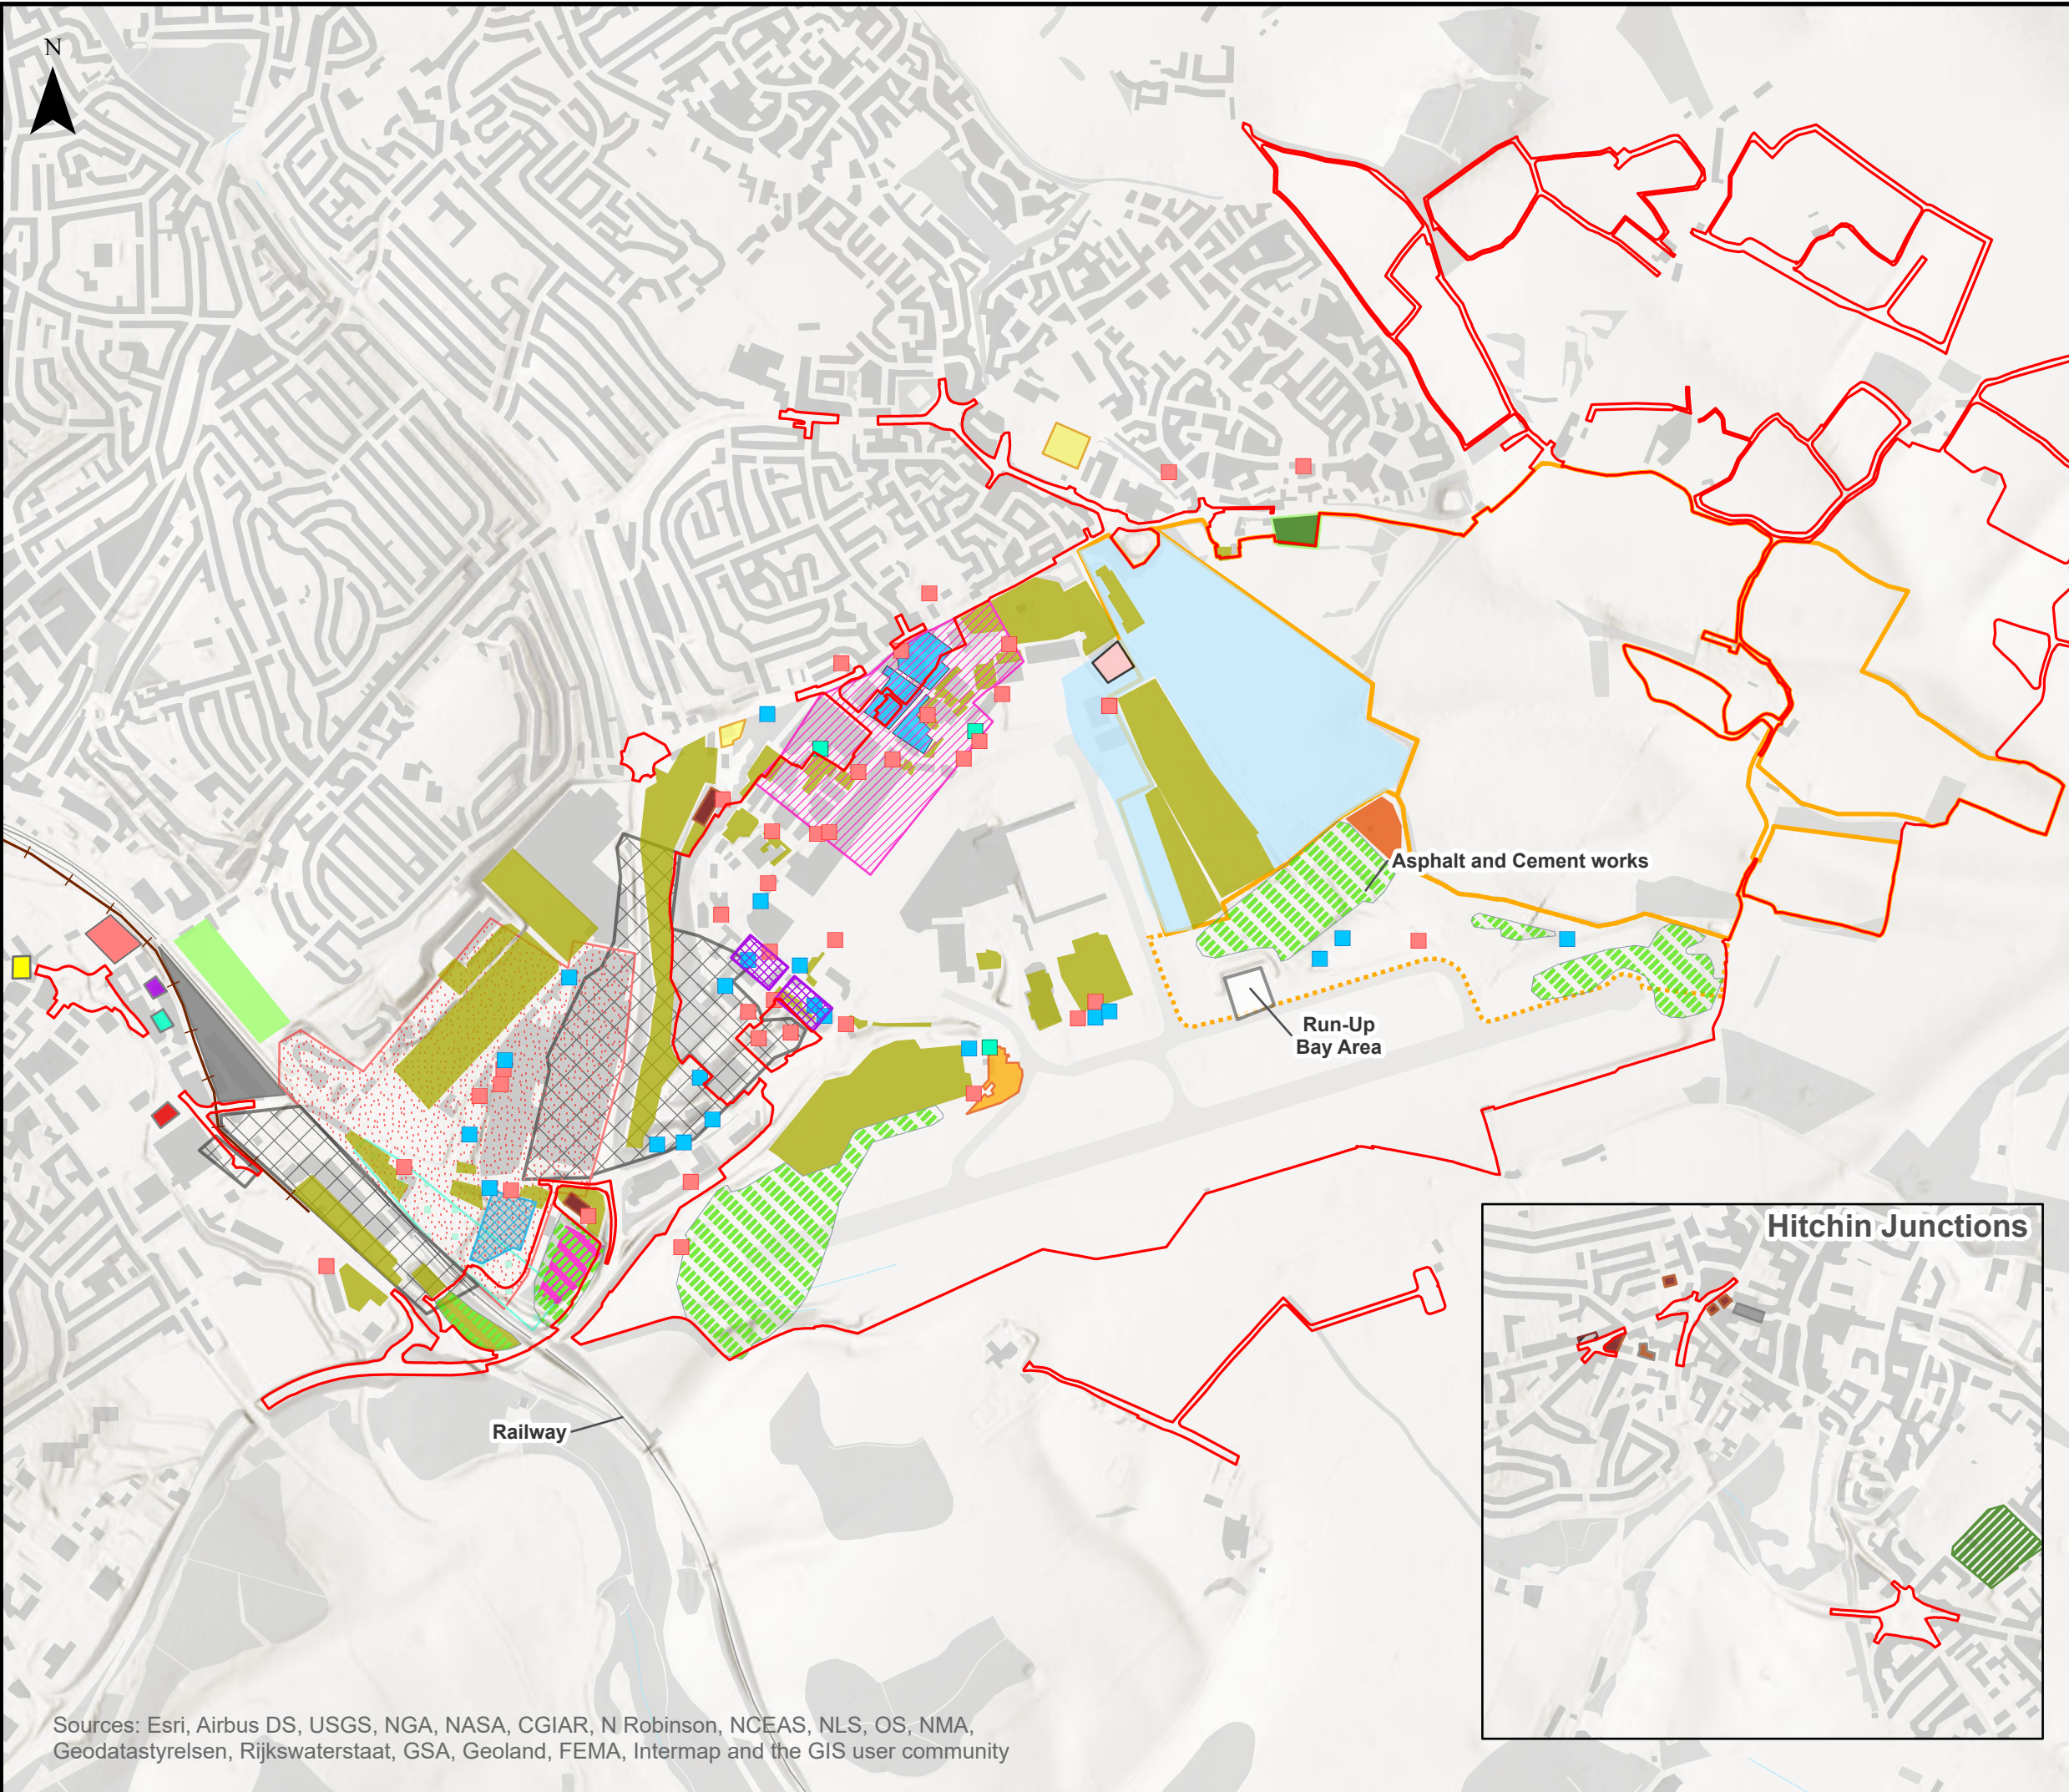 N
Asphalt and Cement works
Run-Up
Bay Area
Railway
Hitchin Junctions
Sources: Esri, Airbus DS, USGS, NGA, NASA, CGIAR, N Robinson, NCEAS, NLS, OS, NMA,
Geodatastyrelsen, Rijkswaterstaat, GSA, Geoland, FEMA, Intermap and the GIS user community